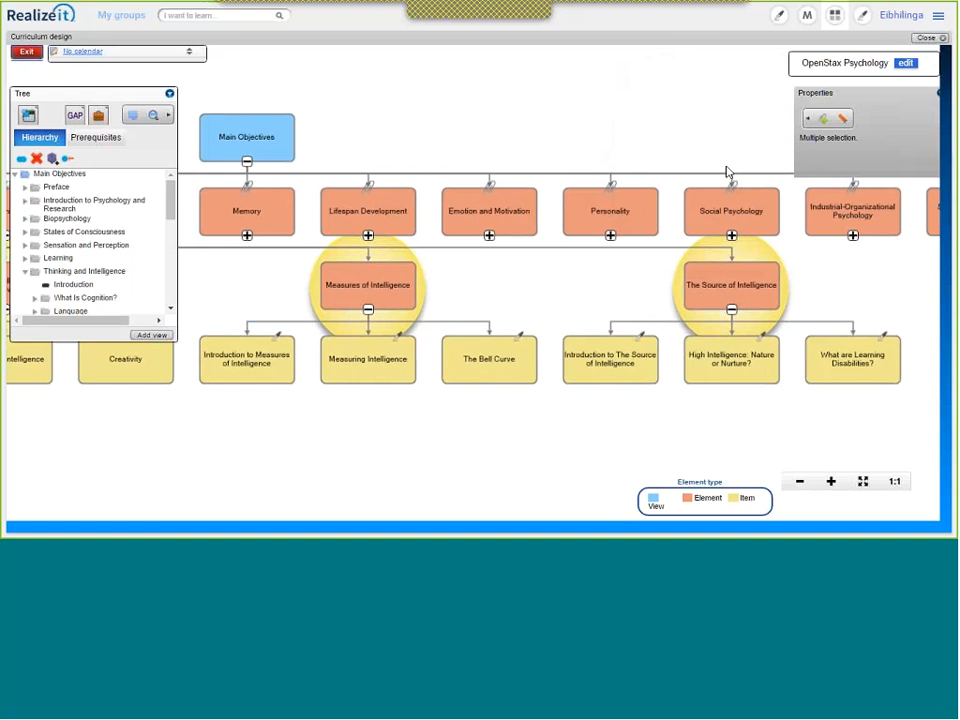 Realizeit
My groups
I want to learn...
M
Eibhilinga
Curriculum design
Close
Exit
No calendar
OpenStax Psychology
edit
Tree
GAP
Hierarchy
Prerequisites
Main Objectives
Preface
Introduction to Psychology and
Research
Biopsychology
States of Consciousness
Sensation and Perception
Learning
Thinking and Intelligence
Introduction
What Is Cognition?
Language
Add view
Properties
Multiple selection.
Main Objectives
Memory
Lifespan Development
Emotion and Motivation
Personality
Social Psychology
Industrial-Organizational
Psychology
Measures of Intelligence
The Source of Intelligence
ntelligence
Creativity
Introduction to Measures
of Intelligence
Measuring Intelligence
The Bell Curve
Introduction to The Source
of Intelligence
High Intelligence: Nature
or Nurture?
What are Learning
Disabilities?
1:1
Element type
View
Element
Item